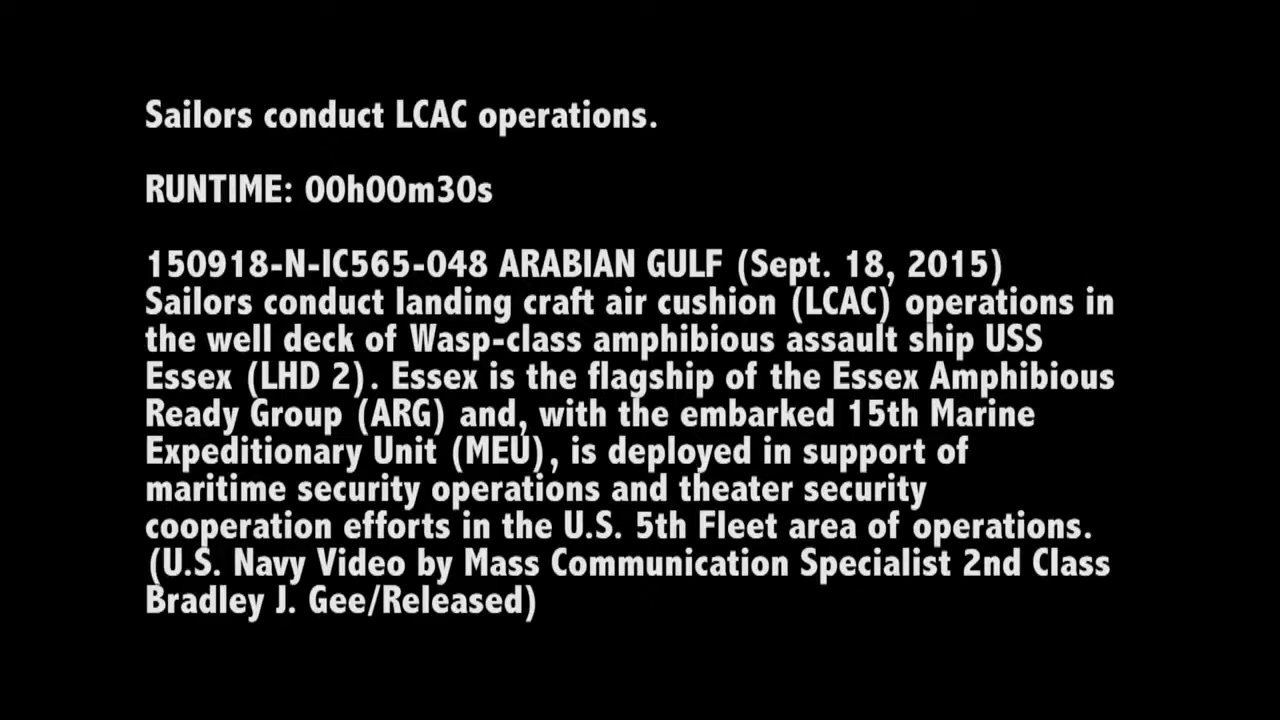 Sailors conduct LCAC operations.
RUNTIME: 00h00m30s
150918-N-IC565-048 ARABIAN GULF (Sept. 18, 2015)
Sailors conduct landing craft air cushion (LCAC) operations in
the well deck of Wasp-class amphibious assault ship USS
Essex (LHD 2). Essex is the flagship of the Essex Amphibious
Ready Group (ARG) and, with the embarked 15th Marine
Expeditionary Unit (MEU), is deployed in support of
maritime security operations and theater security
cooperation efforts in the U.S. 5th Fleet area of operations.
(U.S. Navy Video by Mass Communication Specialist 2nd Class
Bradley J. Gee/Released)